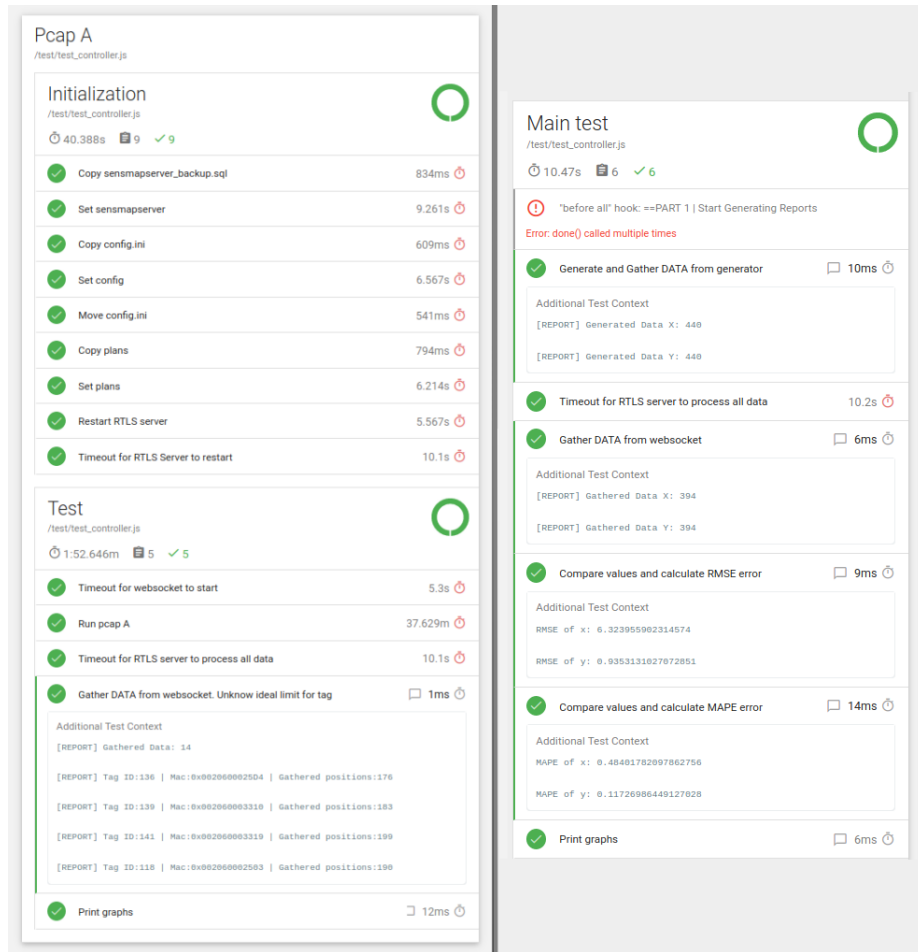 Pcap A
/test/test_controller.js
Initialization
/test/test_controller.js
40.388s 9 9
Copy sensmapserver_backup.sql 834ms
Set sensmapserver 9.261s
Copy config.ini 609ms
Set config 6.567s
Move config.ini 541ms
Copy plans 794ms
Set plans 6.214s
Restart RTLS server 5.567s
Timeout for RTLS Server to restart 10.1s
Test
/test/test_controller.js
1:52.646m 5 5
Timeout for websocket to start 5.3s
Run pcap A 37.629m
Timeout for RTLS server to process all data 10.1s
Gather DATA from websocket. Unknow ideal limit for tag 1ms
Additional Test Context
[REPORT] Gathered Data: 14
[REPORT] Tag ID:136 | Mac:0x0020600025D4 | Gathered positions:176
[REPORT] Tag ID:139 | Mac:0x002060003310 | Gathered positions:183
[REPORT] Tag ID:141 | Mac:0x002060003319 | Gathered positions:199
[REPORT] Tag ID:118 | Mac:0x002060002503 | Gathered positions:190
Print graphs 12ms
Main test
/test/test_controller.js
10.47s 6 6
"before all" hook: ==PART 1 | Start Generating Reports
Error: done() called multiple times
Generate and Gather DATA from generator 10ms
Additional Test Context
[REPORT] Generated Data X: 440
[REPORT] Generated Data Y: 440
Timeout for RTLS server to process all data 10.2s
Gather DATA from websocket 6ms
Additional Test Context
[REPORT] Gathered Data X: 394
[REPORT] Gathered Data Y: 394
Compare values and calculate RMSE error 9ms
Additional Test Context
RMSE of x: 6.323955902314574
RMSE of y: 0.9353131027072851
Compare values and calculate MAPE error 14ms
Additional Test Context
MAPE of x: 0.48401782097862756
MAPE of y: 0.11726986449127028
Print graphs 6ms